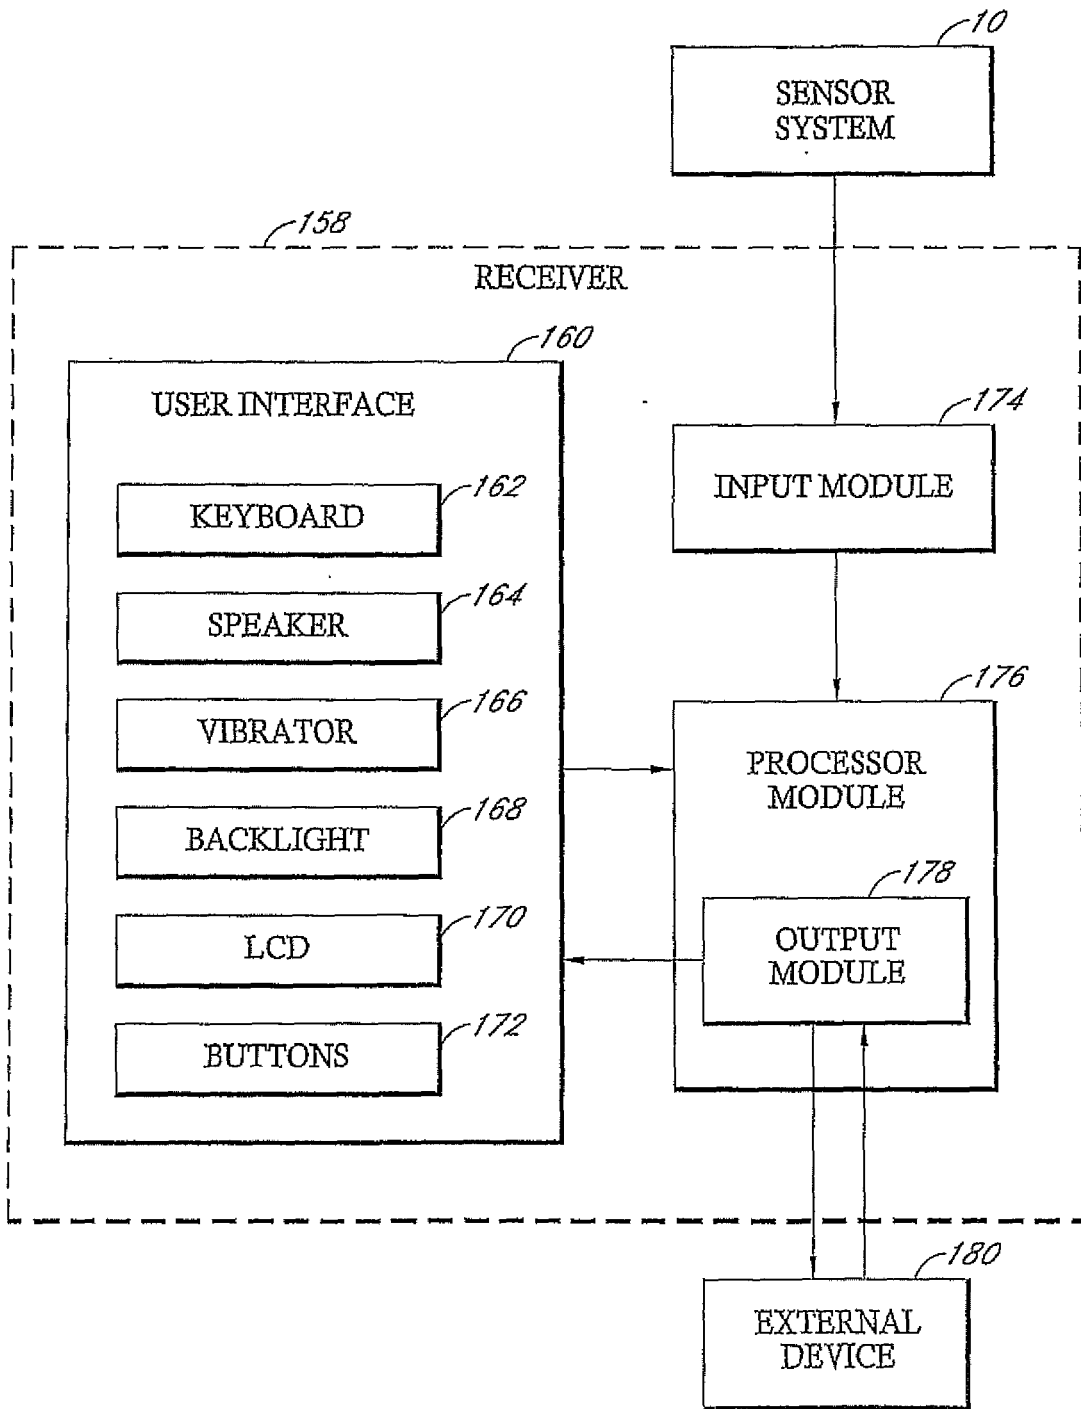 10
SENSOR
SYSTEM
158
RECEIVER
160
USER INTERFACE
174
INPUT MODULE
162
KEYBOARD
164
SPEAKER
166
VIBRATOR
168
BACKLIGHT
170
LCD
172
BUTTONS
176
PROCESSOR
MODULE
178
OUTPUT
MODULE
180
EXTERNAL
DEVICE